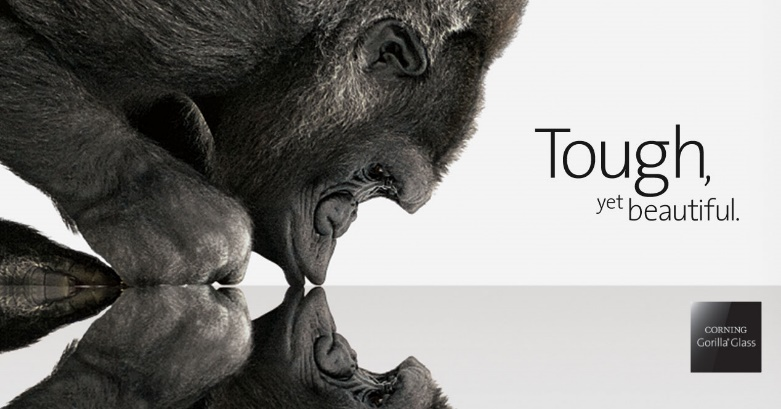 Tough,
yet beautiful.
CORNING
Gorilla® Glass